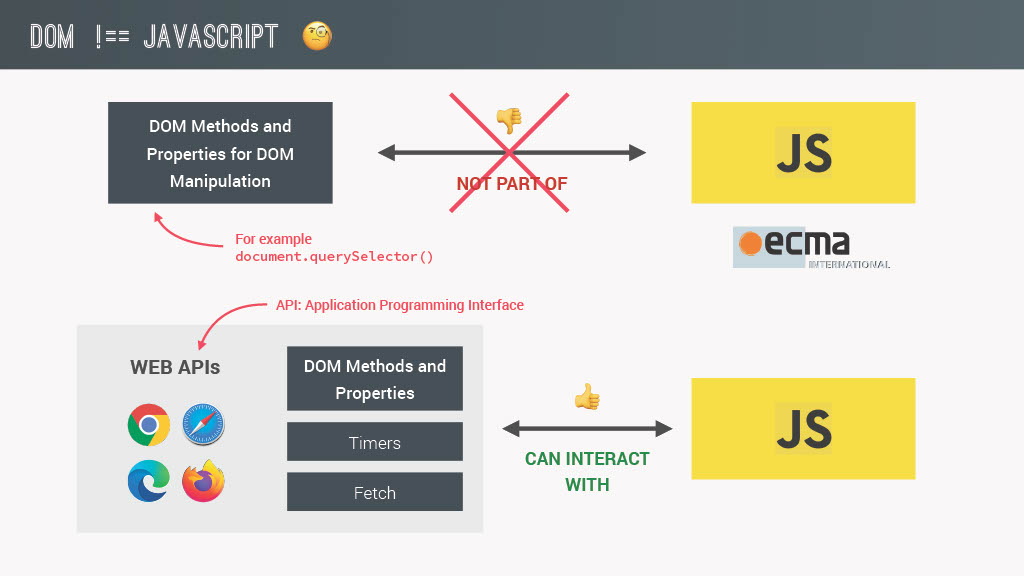 DOM !== JAVASCRIPT
DOM Methods and
Properties for DOM
Manipulation
NOT PART OF
JS
For example
document.querySelector()
ecma
INTERNATIONAL
API: Application Programming Interface
WEB APIs
DOM Methods and
Properties
Timers
Fetch
CAN INTERACT
WITH
JS